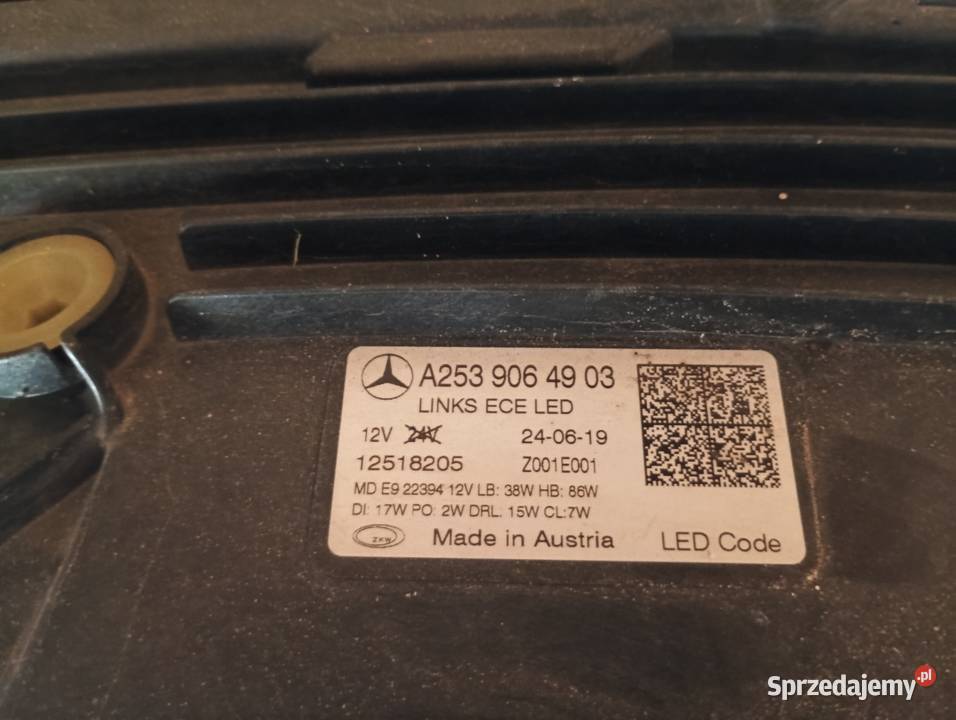 A253 906 49 03
LINKS ECE LED
12V 24V 24-06-19
12518205 Z001E001
MD E9 22394 12V LB: 38W HB: 86W
DI: 17W PO: 2W DRL: 15W CL:7W
ZKW Made in Austria LED Code
Sprzedajemy.pl